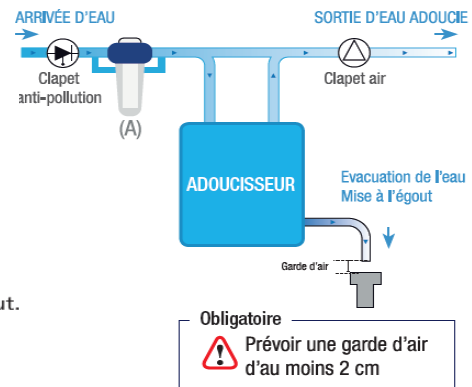 ARRIVÉE D'EAU
SORTIE D'EAU ADOUCIE
Clapet
anti-pollution
(A)
Clapet air
ADOUCISSEUR
Evacuation de l'eau
Mise à l'égout
Garde d'air
ut.
Obligatoire
Prévoir une garde d'air
d'au moins 2 cm